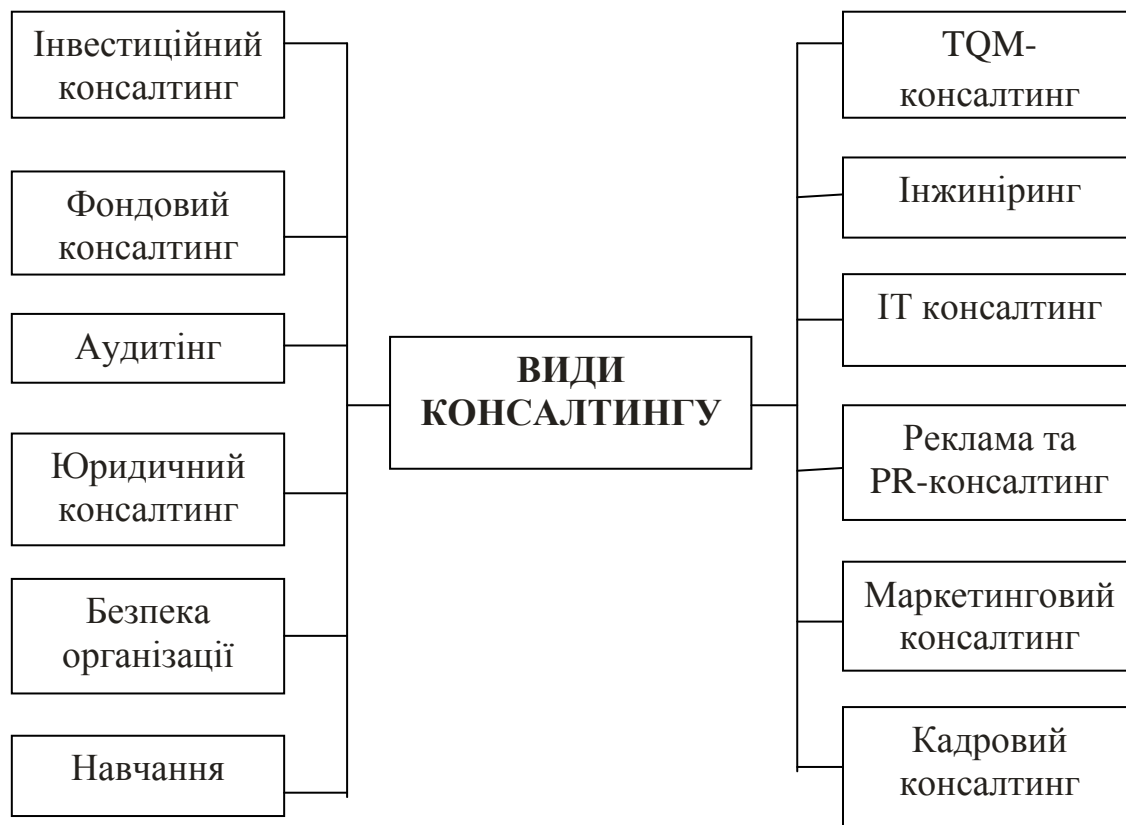 Інвестиційний
консалтинг
Фондовий
консалтинг
Аудитінг
Юридичний
консалтинг
Безпека
організації
Навчання
ВИДИ
КОНСАЛТИНГУ
TQM-
консалтинг
Інжиніринг
ІТ консалтинг
Реклама та
PR-консалтинг
Маркетинговий
консалтинг
Кадровий
консалтинг